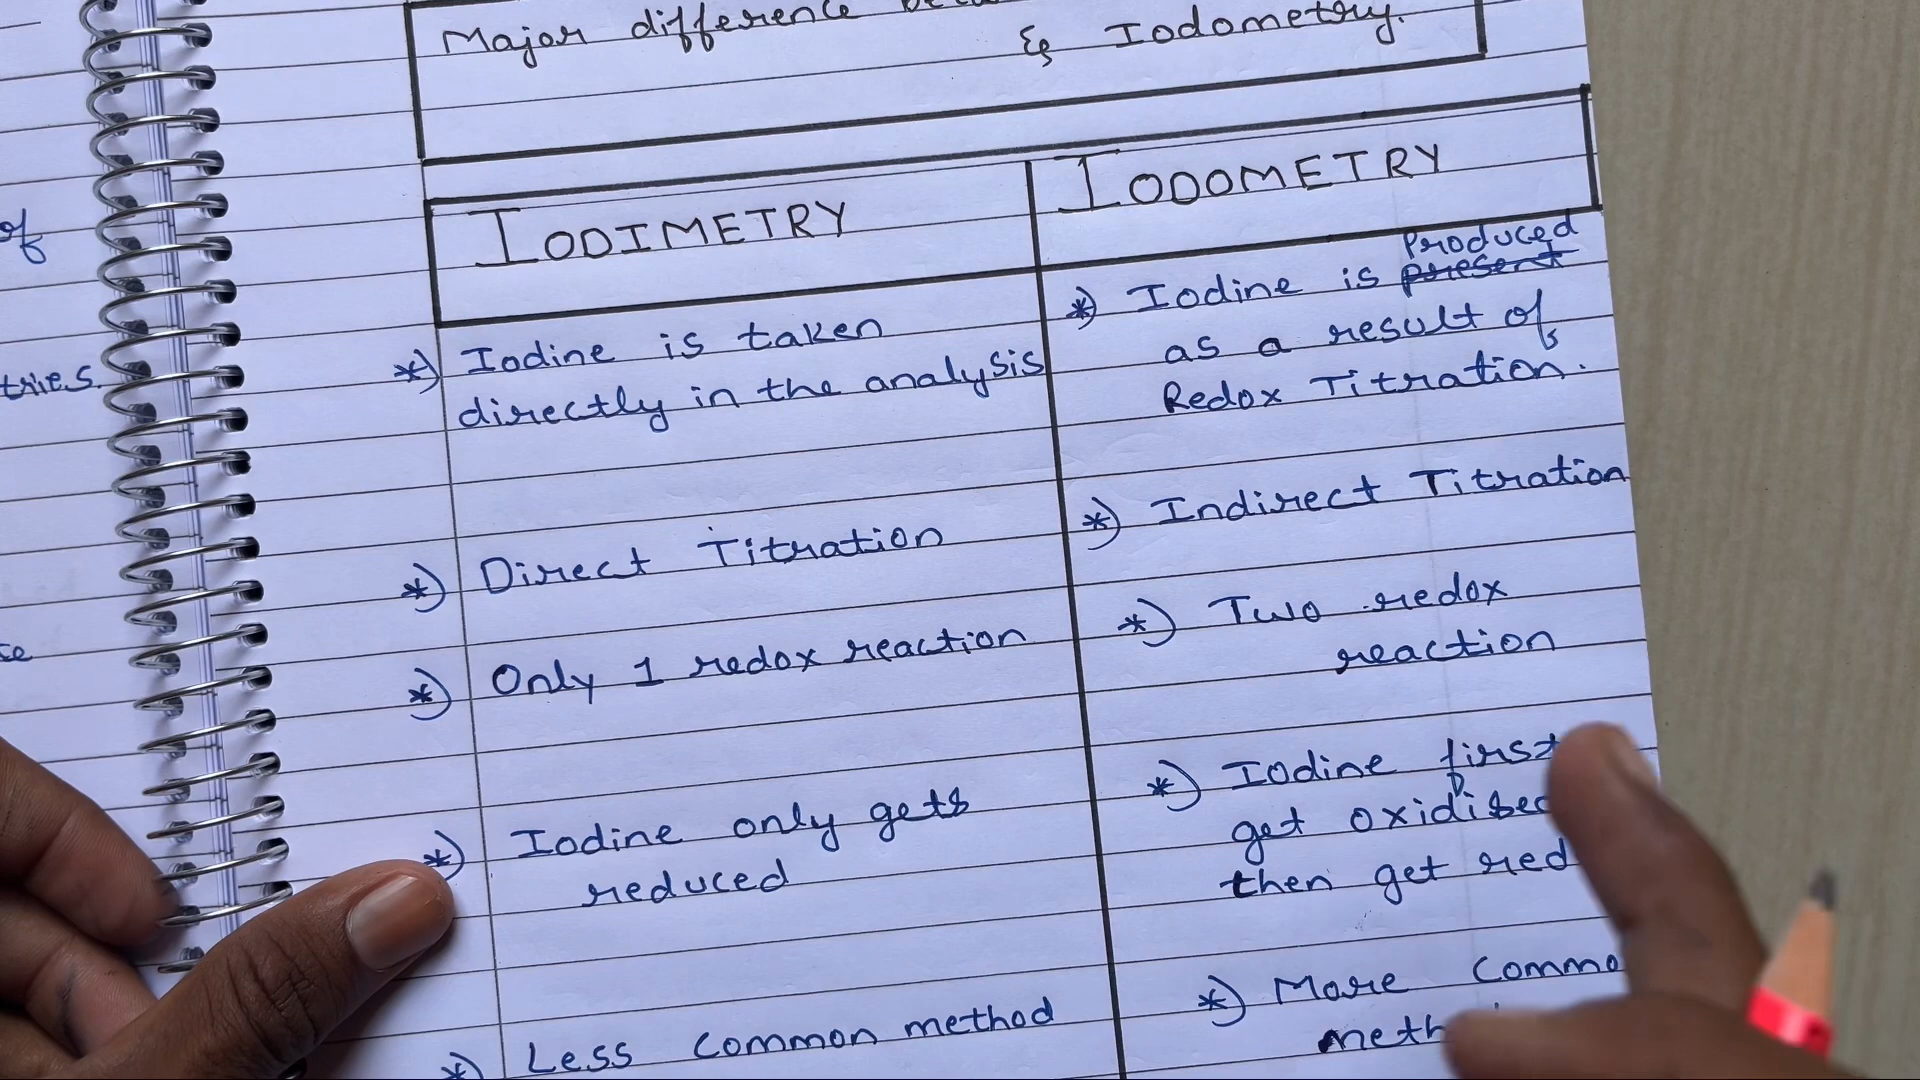 of
tries.
Major difference
& Iodometry.
IODIMETRY
*) Iodine is taken
directly in the analysis
*) Direct Titration
*) Only 1 redox reaction
*) Iodine only gets
reduced
*) Less common method
IODOMETRY
Produced
*) Iodine is present
as a result of
Redox Titration.
*) Indirect Titration
*) Two redox
reaction
*) Iodine first
get oxidised
then get red
*) More Commo
meth